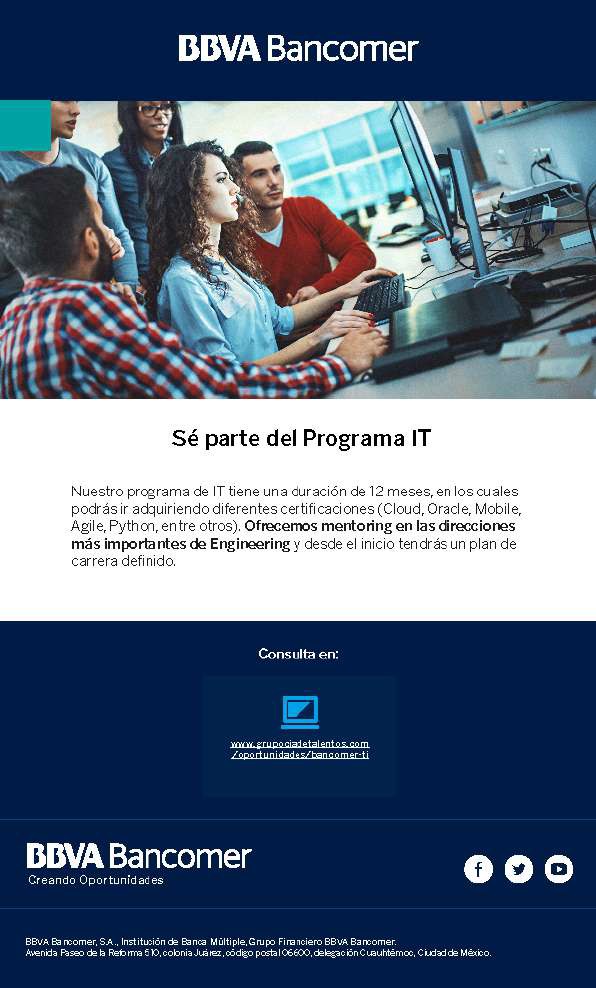 BBVA Bancomer
Sé parte del Programa IT
Nuestro programa de IT tiene una duración de 12 meses, en los cuales
podrás ir adquiriendo diferentes certificaciones (Cloud, Oracle, Mobile,
Agile, Python, entre otros). Ofrecemos mentoring en las direcciones
más importantes de Engineering y desde el inicio tendrás un plan de
carrera definido.
Consulta en:
www.grupociadetalentos.com
/oportunidades/bancomer-ti
BBVA Bancomer
Creando Oportunidades
BBVA Bancomer, S.A., Institución de Banca Múltiple, Grupo Financiero BBVA Bancomer.
Avenida Paseo de la Reforma 510, colonia Juárez, código postal 06600, delegación Cuauhtémoc, Ciudad de México.